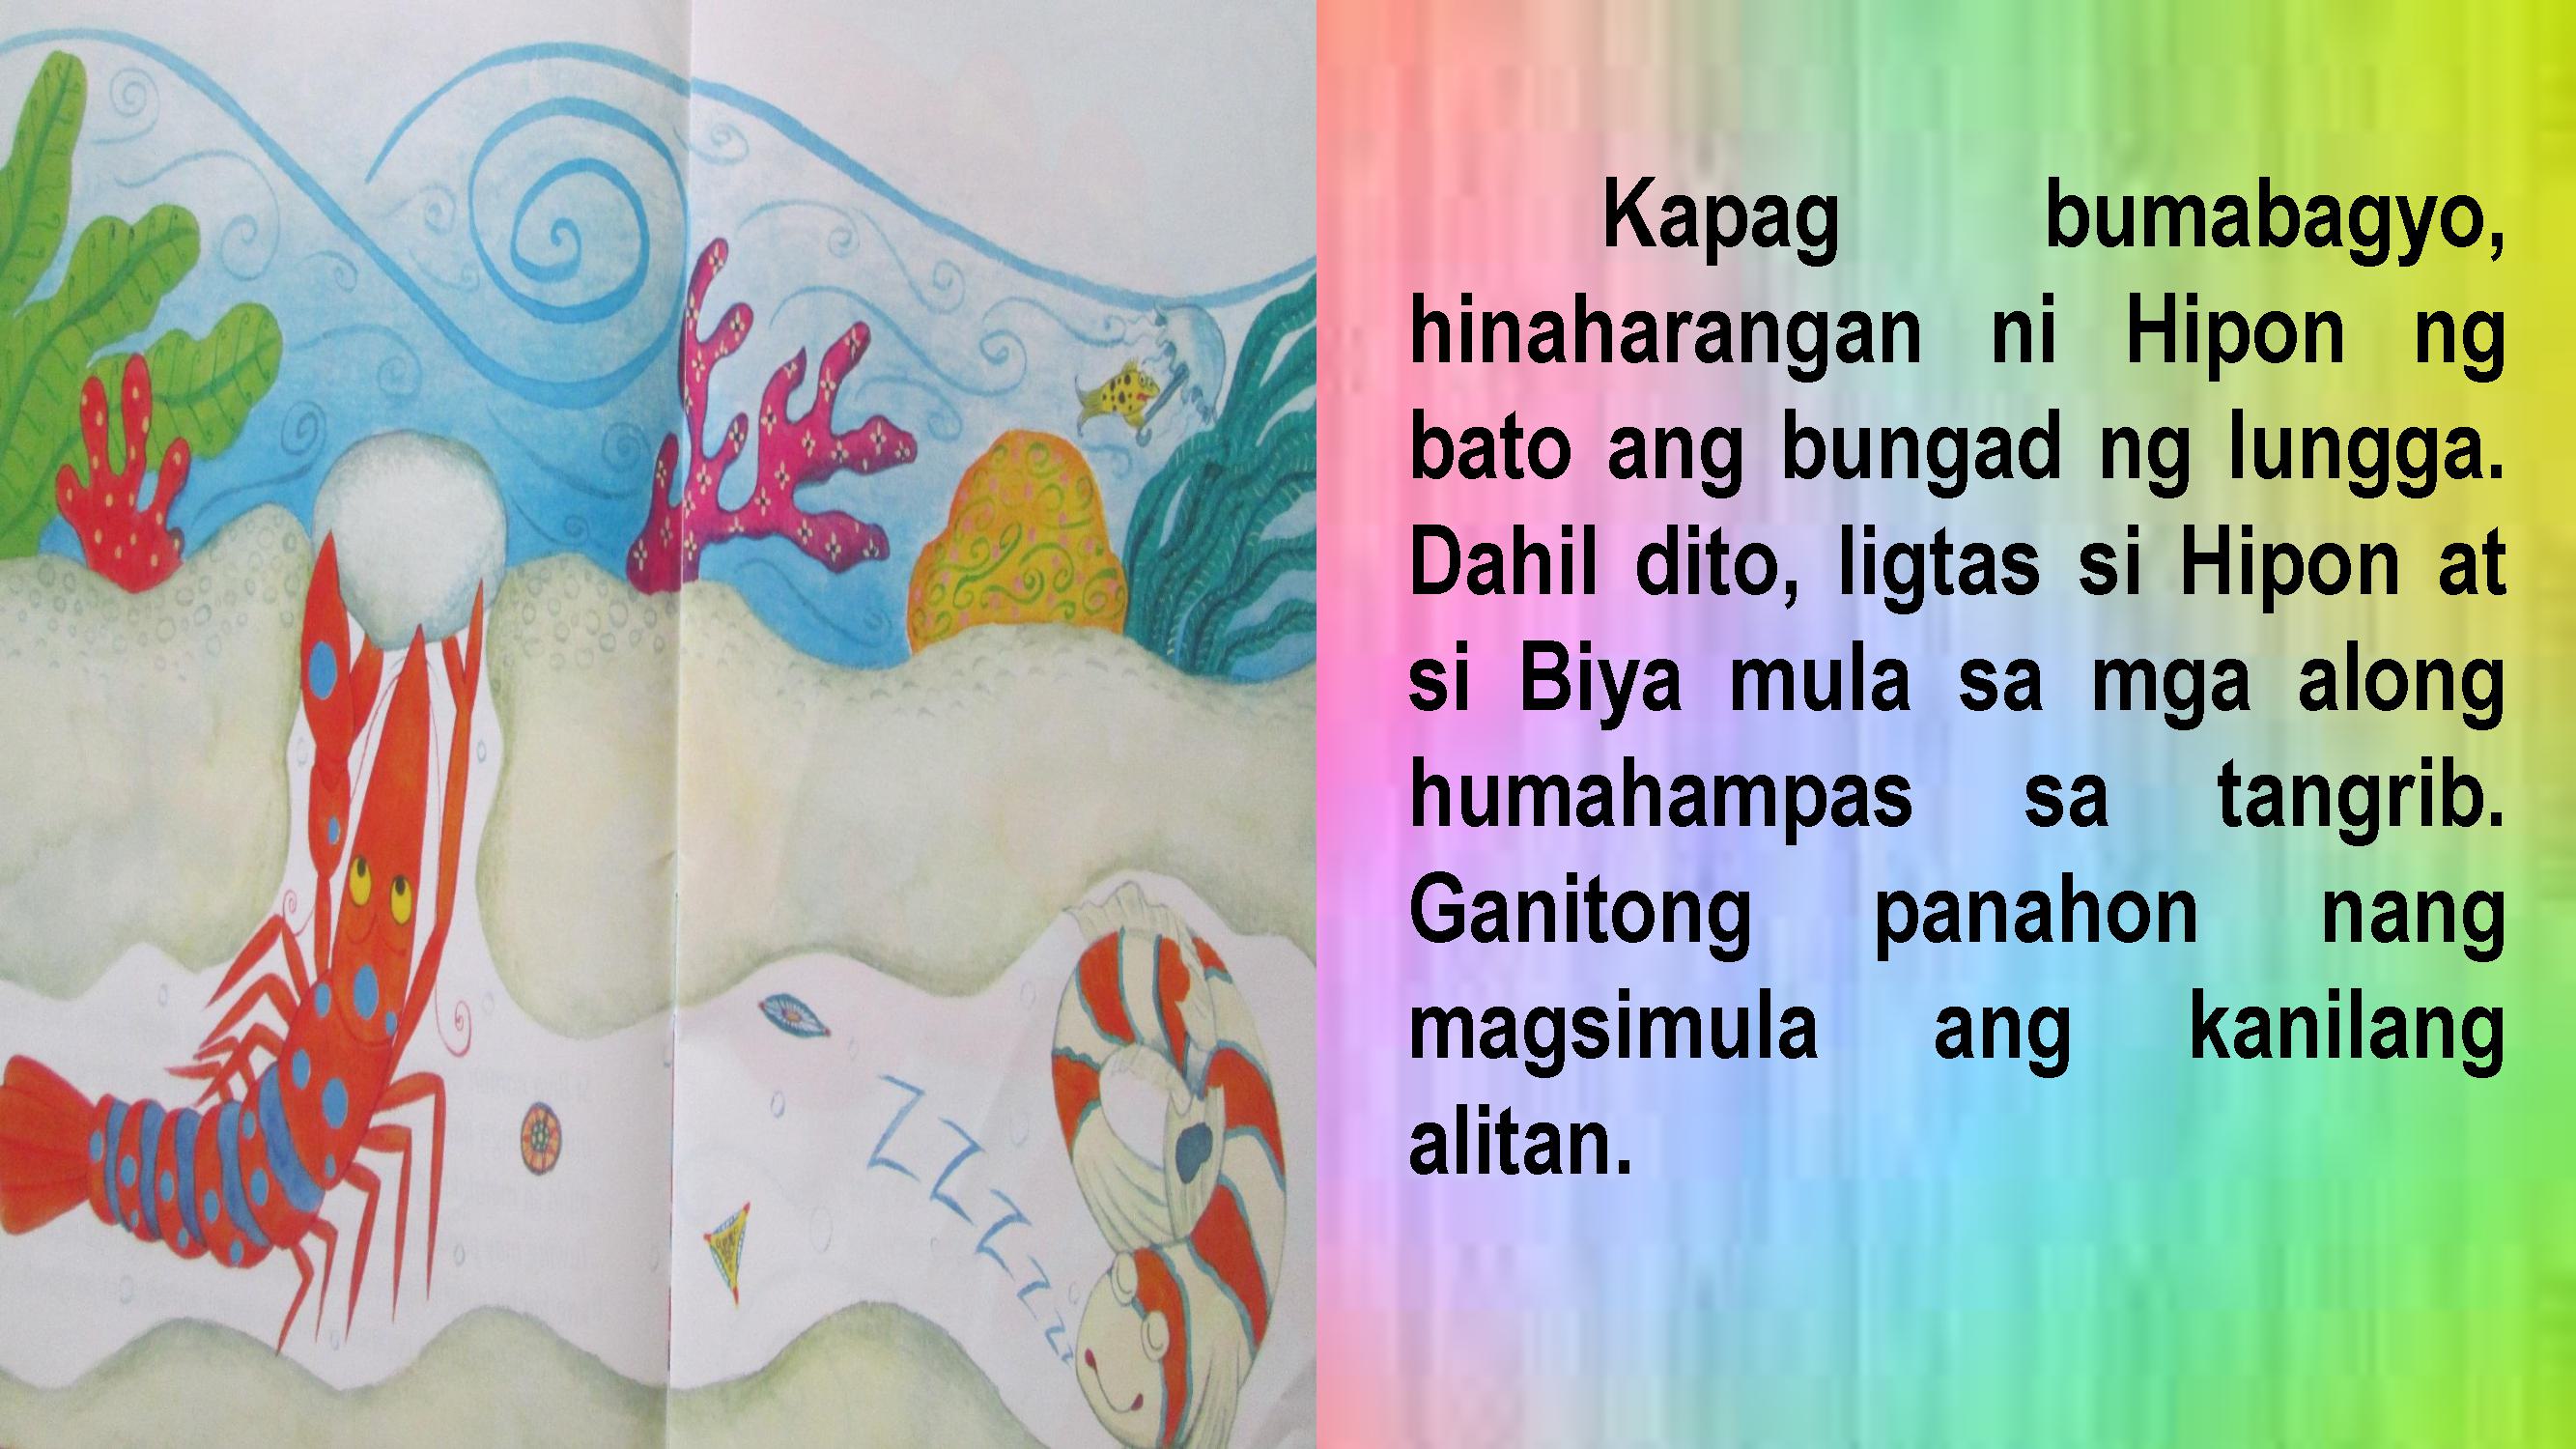 Kapag bumabagyo,
hinaharangan ni Hipon ng
bato ang bungad ng lungga.
Dahil dito, ligtas si Hipon at
si Biya mula sa mga along
humahampas sa tangrib.
Ganitong panahon nang
magsimula ang kanilang
alitan.
ZZZZZZZ